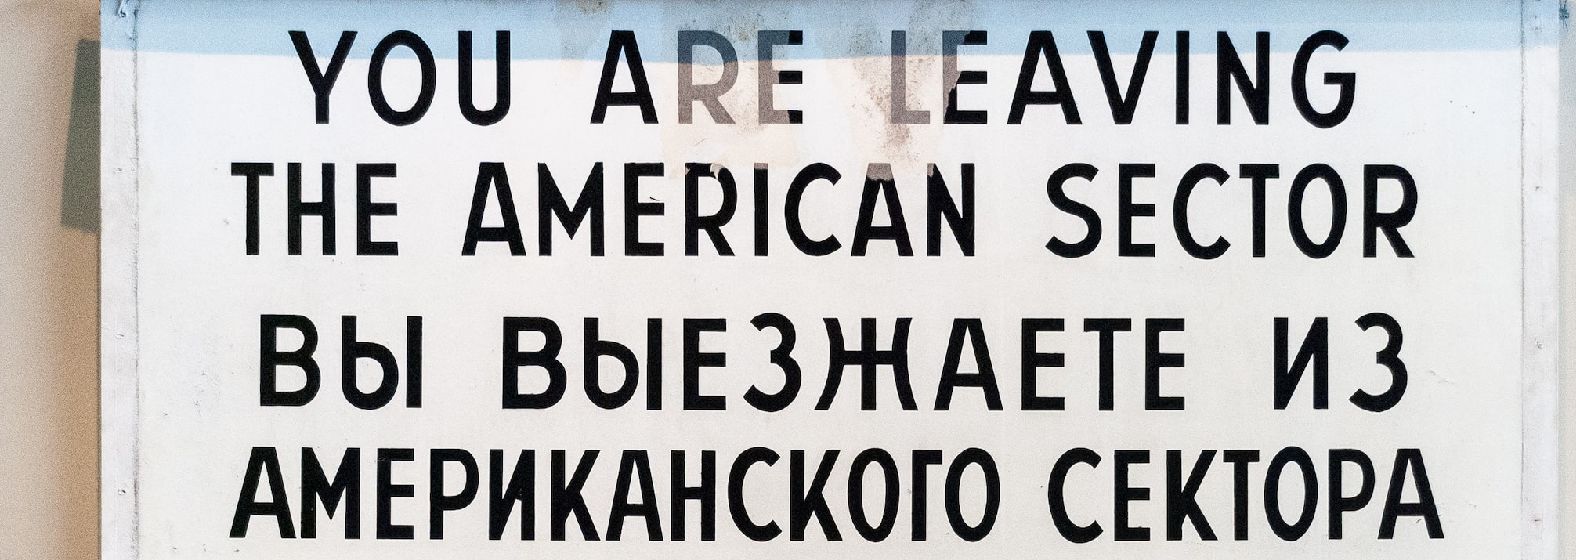 YOU ARE LEAVING
THE AMERICAN SECTOR
ВЫ ВЫЕЗЖАЕТЕ ИЗ
АМЕРИКАНСКОГО СЕКТОРА